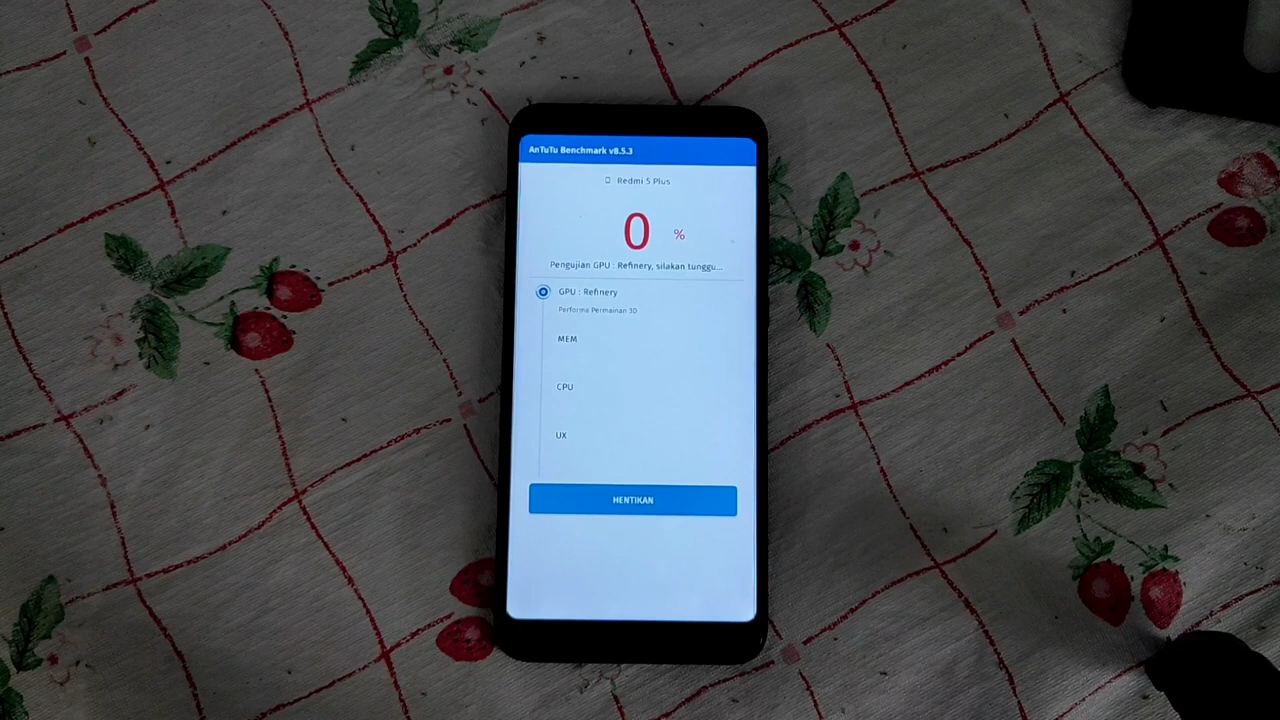 AnTuTu Benchmark v8.5.3
Redmi 5 Plus
0 %
Pengujian GPU : Refinery, silakan tunggu...
GPU : Refinery
Performa Permainan 3D
MEM
CPU
UX
HENTIKAN